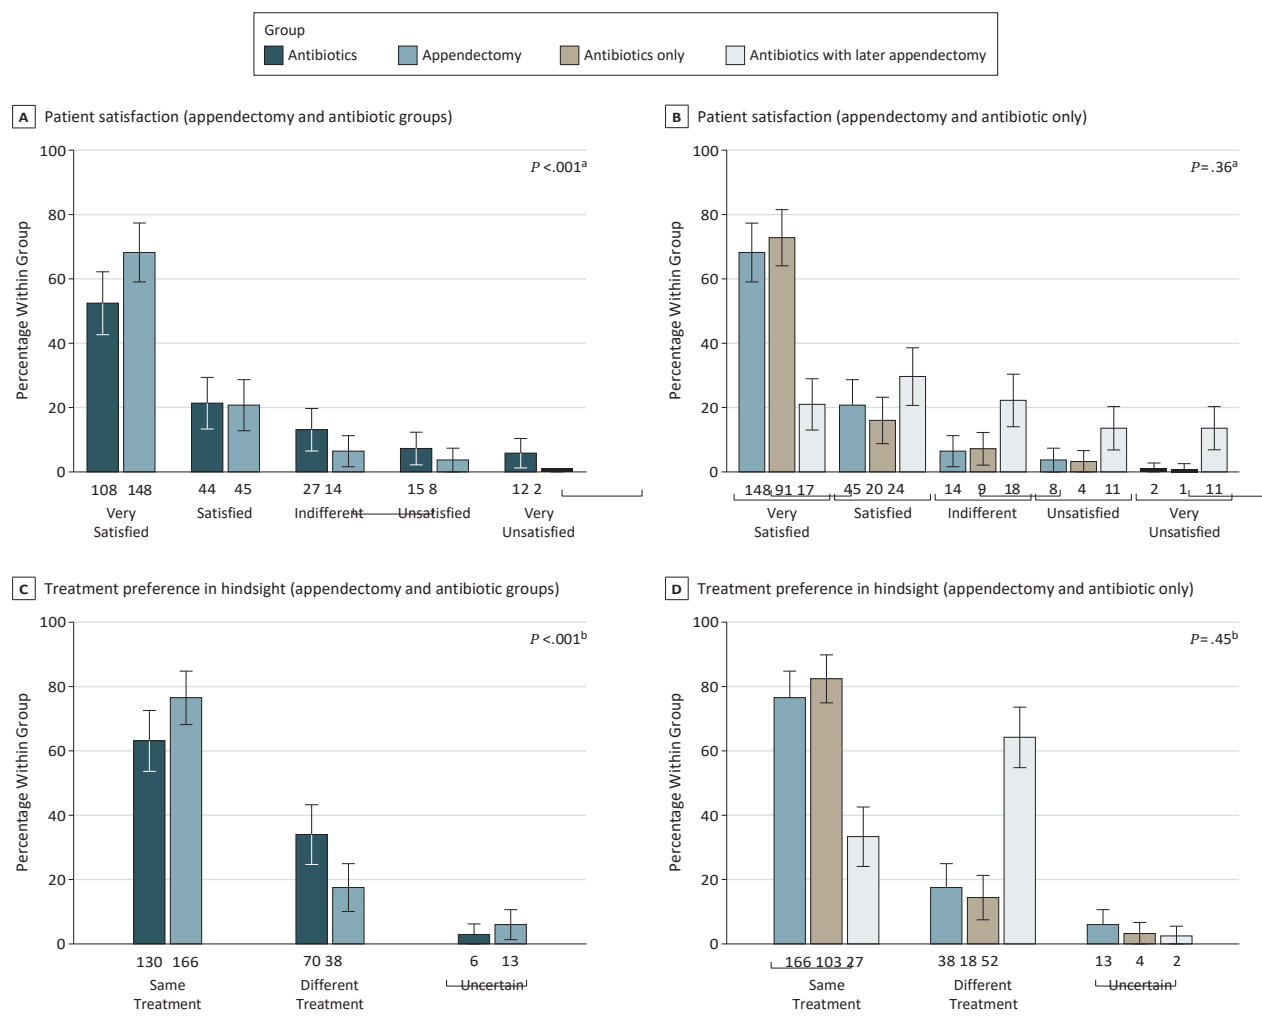 Group
Antibiotics Appendectomy Antibiotics only Antibiotics with later appendectomy
A Patient satisfaction (appendectomy and antibiotic groups)
100
80
60
40
20
0
Percentage Within Group
P <.001a
108 148 44 45 27 14 15 8 12 2
Very Satisfied Indifferent Unsatisfied Very
Satisfied Unsatisfied
B Patient satisfaction (appendectomy and antibiotic only)
100
80
60
40
20
0
Percentage Within Group
P = .36a
148 91 17 45 20 24 14 9 18 8 4 11 2 1 11
Very Satisfied Indifferent Unsatisfied Very
Satisfied Unsatisfied
C Treatment preference in hindsight (appendectomy and antibiotic groups)
100
80
60
40
20
0
Percentage Within Group
P <.001b
130 166 70 38 6 13
Same Different Uncertain
Treatment Treatment
D Treatment preference in hindsight (appendectomy and antibiotic only)
100
80
60
40
20
0
Percentage Within Group
P = .45b
166 103 27 38 18 52 13 4 2
Same Different Uncertain
Treatment Treatment